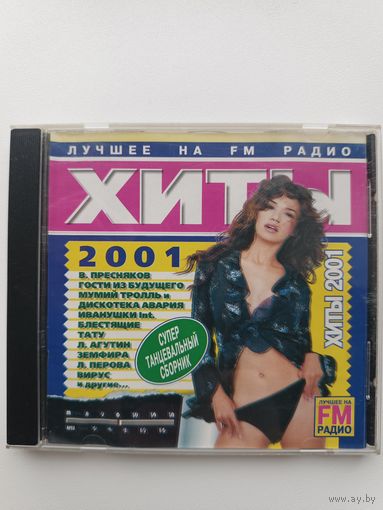 ЛУЧШЕЕ НА FM РАДИО
ХИТЫ
2001
В. ПРЕСНЯКОВ
ГОСТИ ИЗ БУДУЩЕГО
МУМИЙ ТРОЛЛЬ и
ДИСКОТЕКА АВАРИЯ
ИВАНУШКИ Int.
БЛЕСТЯЩИЕ
ТАТУ
Л. АГУТИН
ЗЕМФИРА
Л. ПЕРОВА
ВИРУС
и другие...
СУПЕР
ТАНЦЕВАЛЬНЫЙ
СБОРНИК
ХИТЫ 2001
ЛУЧШЕЕ НА
FM
РАДИО
www.ay.by